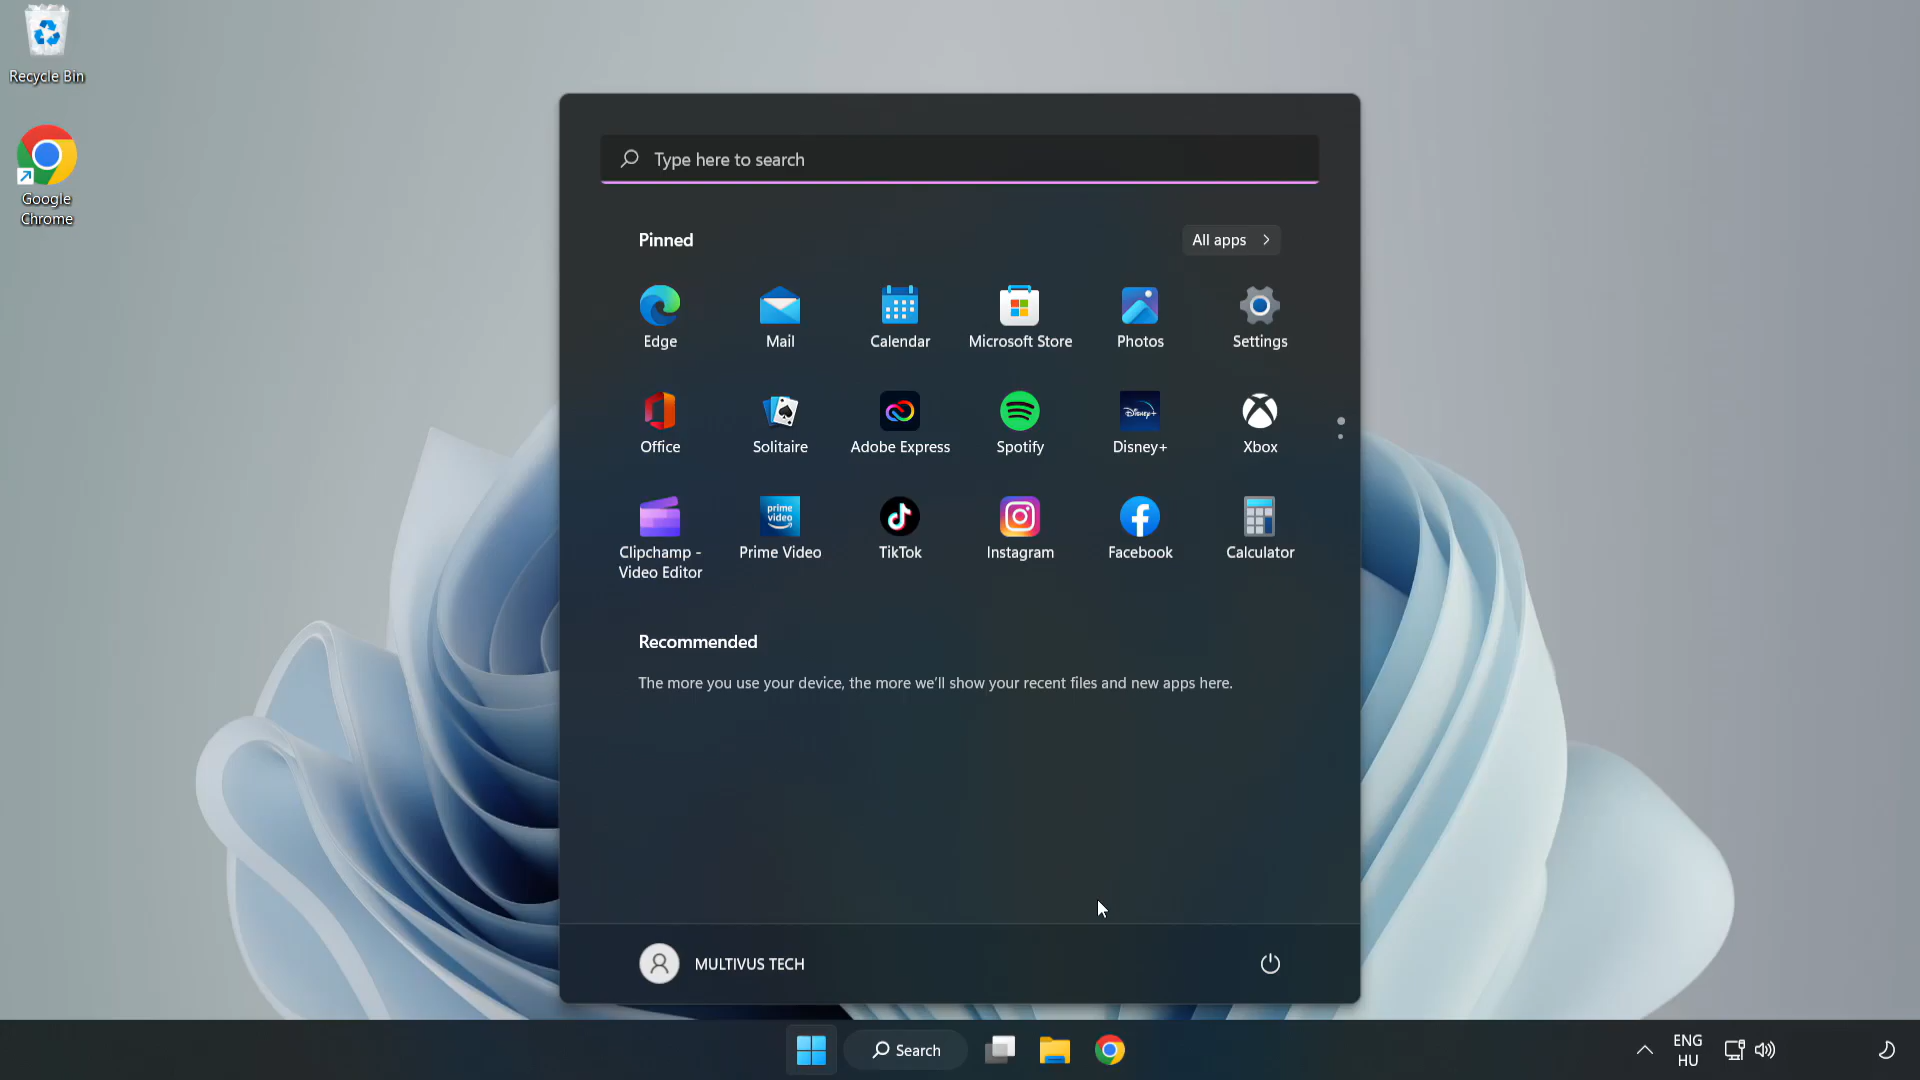 Recycle Bin
Google
Chrome
Type here to search
Pinned
All apps
Edge
Mail
Calendar
Microsoft Store
Photos
Settings
Office
Solitaire
Adobe Express
Spotify
Disney+
Disney+
Xbox
prime
video
Clipchamp -
Video Editor
Prime Video
TikTok
Instagram
Facebook
Calculator
Recommended
The more you use your device, the more we’ll show your recent files and new apps here.
MULTIVUS TECH
Search
ENG
HU